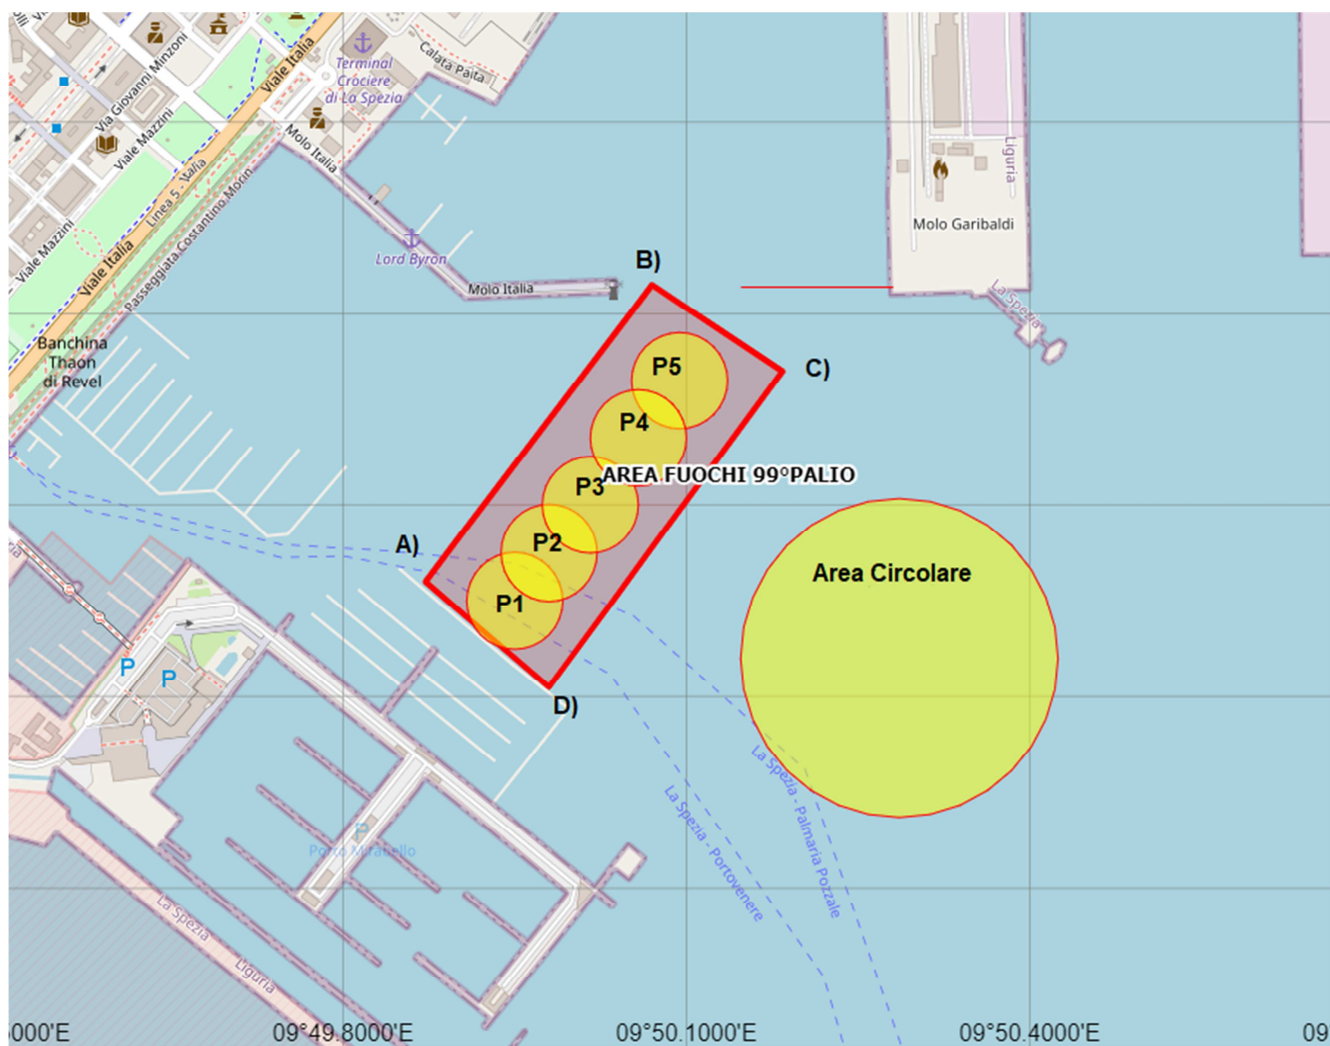 Viale Italia
Via Giovanni Minzoni
Viale Mazzini
Linea 5 - Italia
Viale Mazzini
Viale Italia
Passeggiata Costantino Morin
Terminal
Crociere
di La Spezia
Calata Paita
Molo Italia
Lord Byron
Molo Italia
Banchina
Thaon
di Revel
Liguria
Molo Garibaldi
La Spezia
B)
C)
P5
P4
AREA FUOCHI 99°PALIO
P3
A)
P2
P1
D)
Area Circolare
P
P
P
Porto Mirabello
La Spezia - Portovenere
La Spezia - Palmaria Pozzale
La Spezia
Liguria
000'E
09°49.8000'E
09°50.1000'E
09°50.4000'E
09